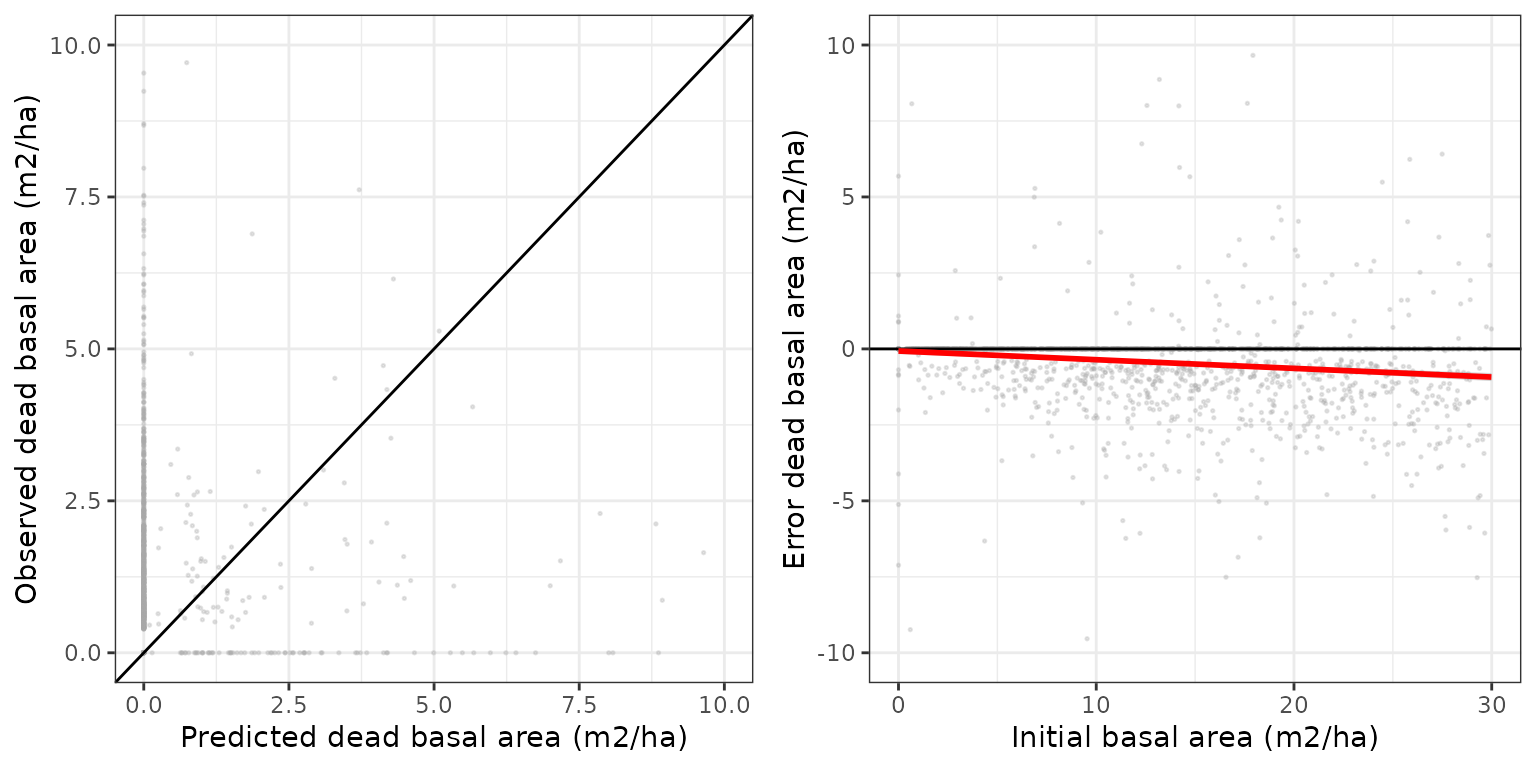 Observed dead basal area (m2/ha)
10.0
7.5
5.0
2.5
0.0
0.0 2.5 5.0 7.5 10.0
Predicted dead basal area (m2/ha)
Error dead basal area (m2/ha)
10
5
0
-5
-10
0 10 20 30
Initial basal area (m2/ha)